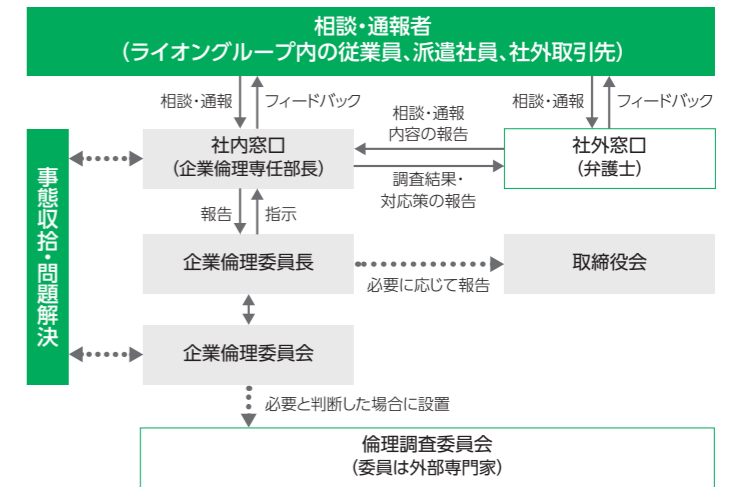 相談・通報者
(ライオングループ内の従業員、派遣社員、社外取引先)
相談・通報
フィードバック
相談・通報
内容の報告
相談・通報
フィードバック
社内窓口
(企業倫理専任部長)
社外窓口
(弁護士)
調査結果・
対応策の報告
事態収拾・問題解決
報告
指示
企業倫理委員長
取締役会
必要に応じて報告
企業倫理委員会
必要と判断した場合に設置
倫理調査委員会
(委員は外部専門家)